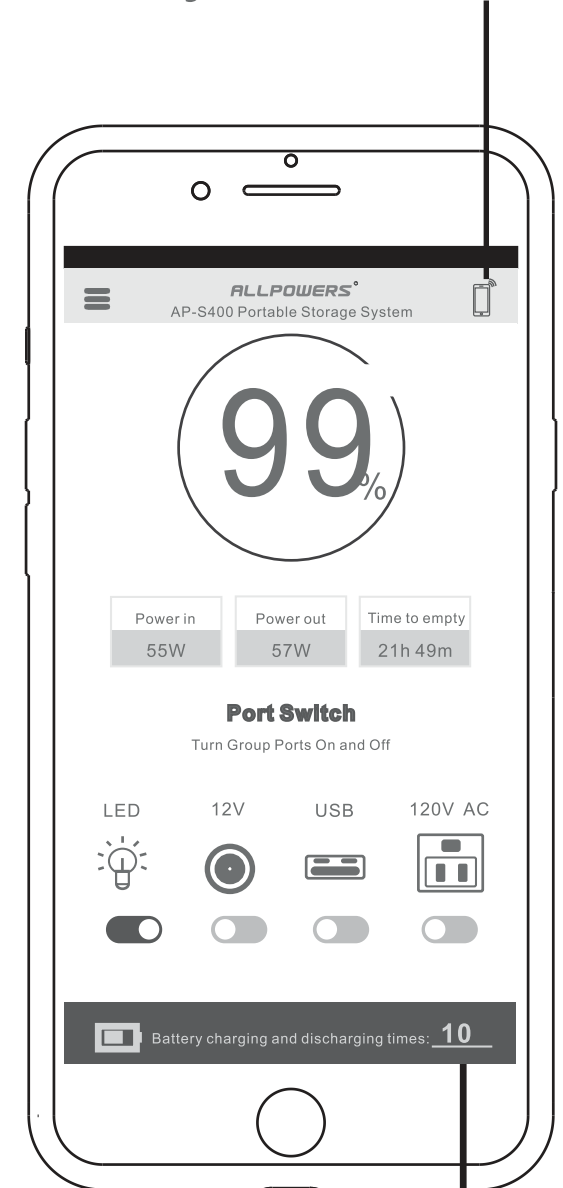 ALLPOWERS
AP-S400 Portable Storage System
99%
Power in
Power out
Time to empty
55W
57W
21h 49m
Port Switch
Turn Group Ports On and Off
LED
12V
USB
120V AC
Battery charging and discharging times: 10